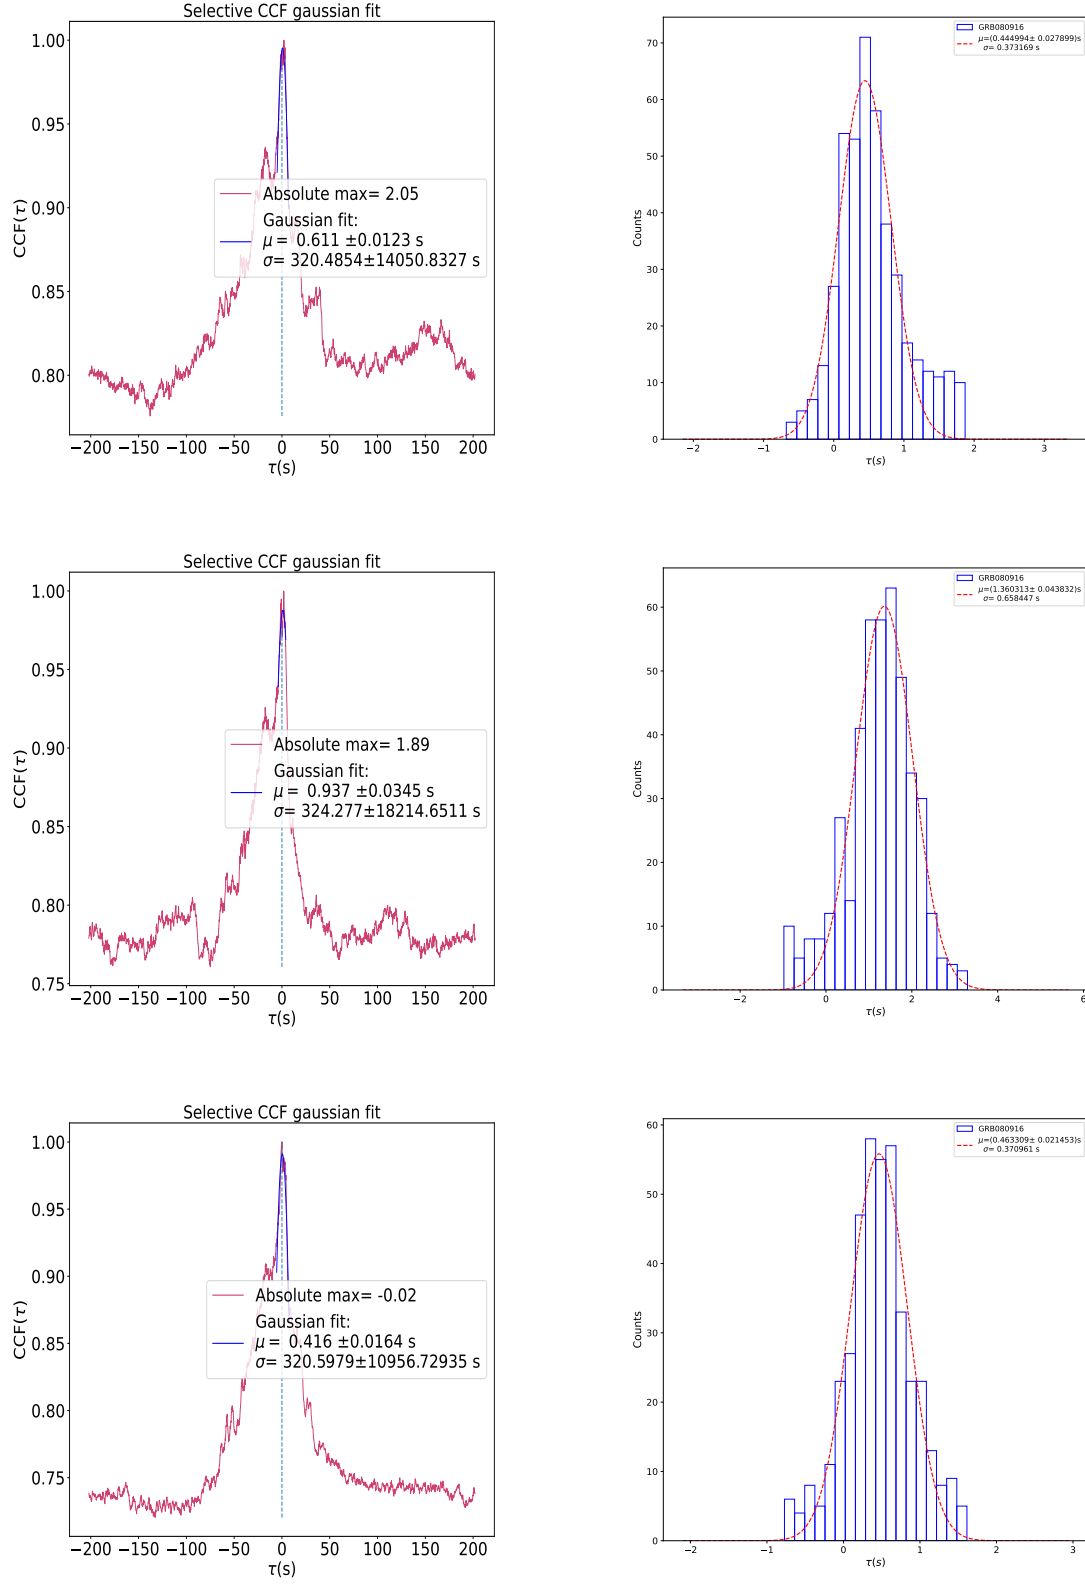 Selective CCF gaussian fit
1.00
0.95
0.90
0.85
0.80
CCF(τ)
Absolute max= 2.05
Gaussian fit:
μ= 0.611 ±0.0123 s
σ= 320.4854±14050.8327 s
−200 −150 −100 −50 0 50 100 150 200
τ(s)
GRB080916
μ=(0.444994± 0.027899)s
σ= 0.373169 s
70
60
50
40
30
20
10
0
Counts
−2 −1 0 1 2 3
τ(s)
Selective CCF gaussian fit
1.00
0.95
0.90
0.85
0.80
0.75
CCF(τ)
Absolute max= 1.89
Gaussian fit:
μ= 0.937 ±0.0345 s
σ= 324.277±18214.6511 s
−200 −150 −100 −50 0 50 100 150 200
τ(s)
GRB080916
μ=(1.360313± 0.043832)s
σ= 0.658447 s
60
50
40
30
20
10
0
Counts
−2 0 2 4 6
τ(s)
Selective CCF gaussian fit
1.00
0.95
0.90
0.85
0.80
0.75
CCF(τ)
Absolute max= -0.02
Gaussian fit:
μ= 0.416 ±0.0164 s
σ= 320.5979±10956.72935 s
−200 −150 −100 −50 0 50 100 150 200
τ(s)
GRB080916
μ=(0.463309± 0.021453)s
σ= 0.370961 s
60
50
40
30
20
10
0
Counts
−2 −1 0 1 2 3
τ(s)